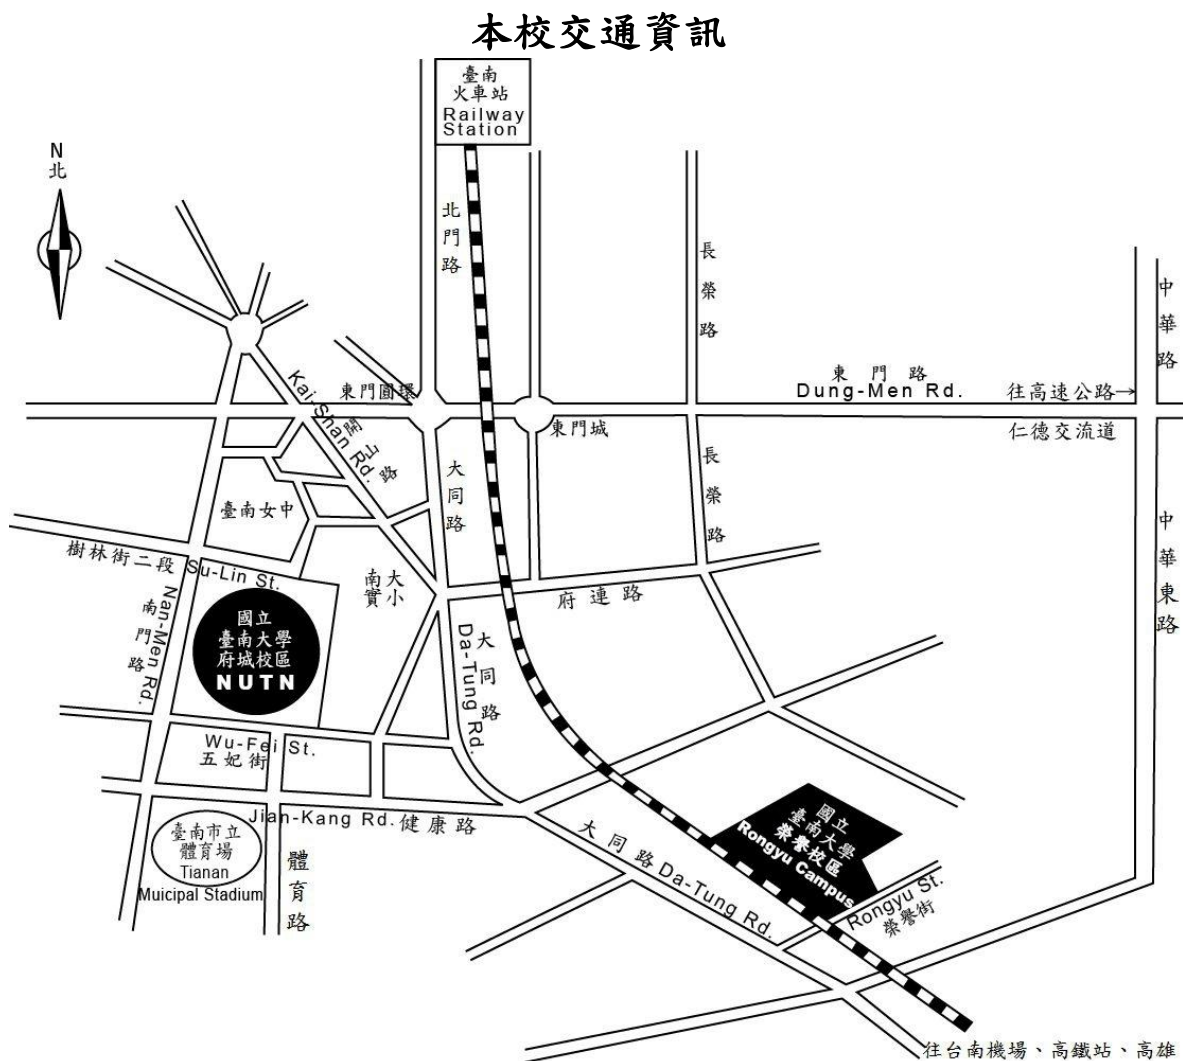 本校交通資訊
臺南
火車站
Railway
Station
N
北
北門路
長榮路
中華路
東門路
Dung-Men Rd.
往高速公路→
仁德交流道
東門圓環
東門城
Kai-Shan Rd.
開山路
大同路
長榮路
中華東路
臺南女中
樹林街二段 Su-Lin St.
南大
實小
府連路
南門路
Nan-Men Rd.
國立
臺南大學
府城校區
NUTN
大同路
Da-Tung Rd.
Wu-Fei St.
五妃街
Jian-Kang Rd. 健康路
臺南市立
體育場
Tianan
Muicipal Stadium
體育路
大同路 Da-Tung Rd.
國立
臺南大學
榮譽校區
Rongyu Campus
Rongyu St.
榮譽街
往台南機場、高鐵站、高雄